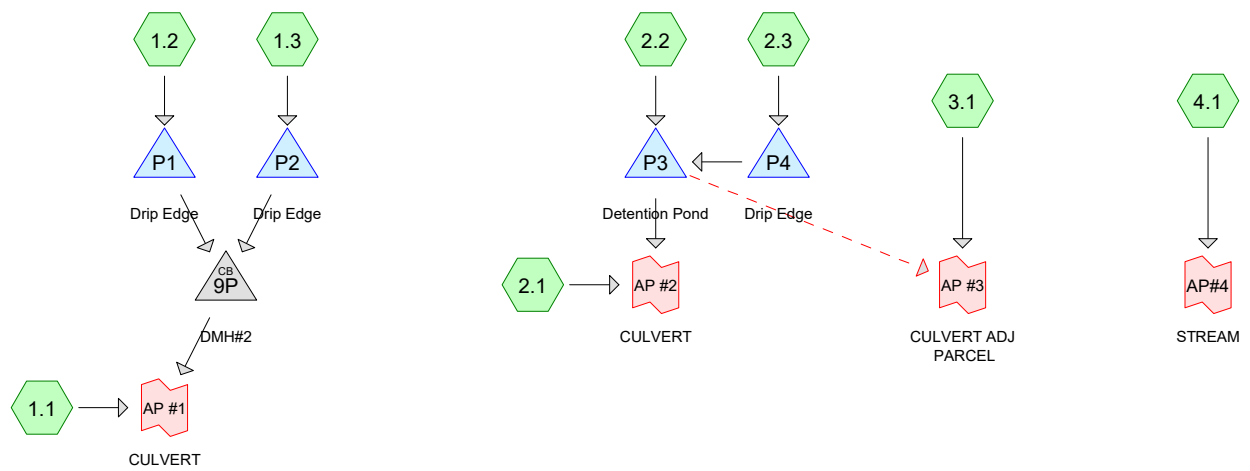 1.2
1.3
2.2
2.3
3.1
4.1
P1
P2
P3
P4
Drip Edge
Drip Edge
Detention Pond
Drip Edge
CB
9P
2.1
AP #2
AP #3
AP#4
DMH#2
CULVERT
CULVERT ADJ
PARCEL
STREAM
1.1
AP #1
CULVERT